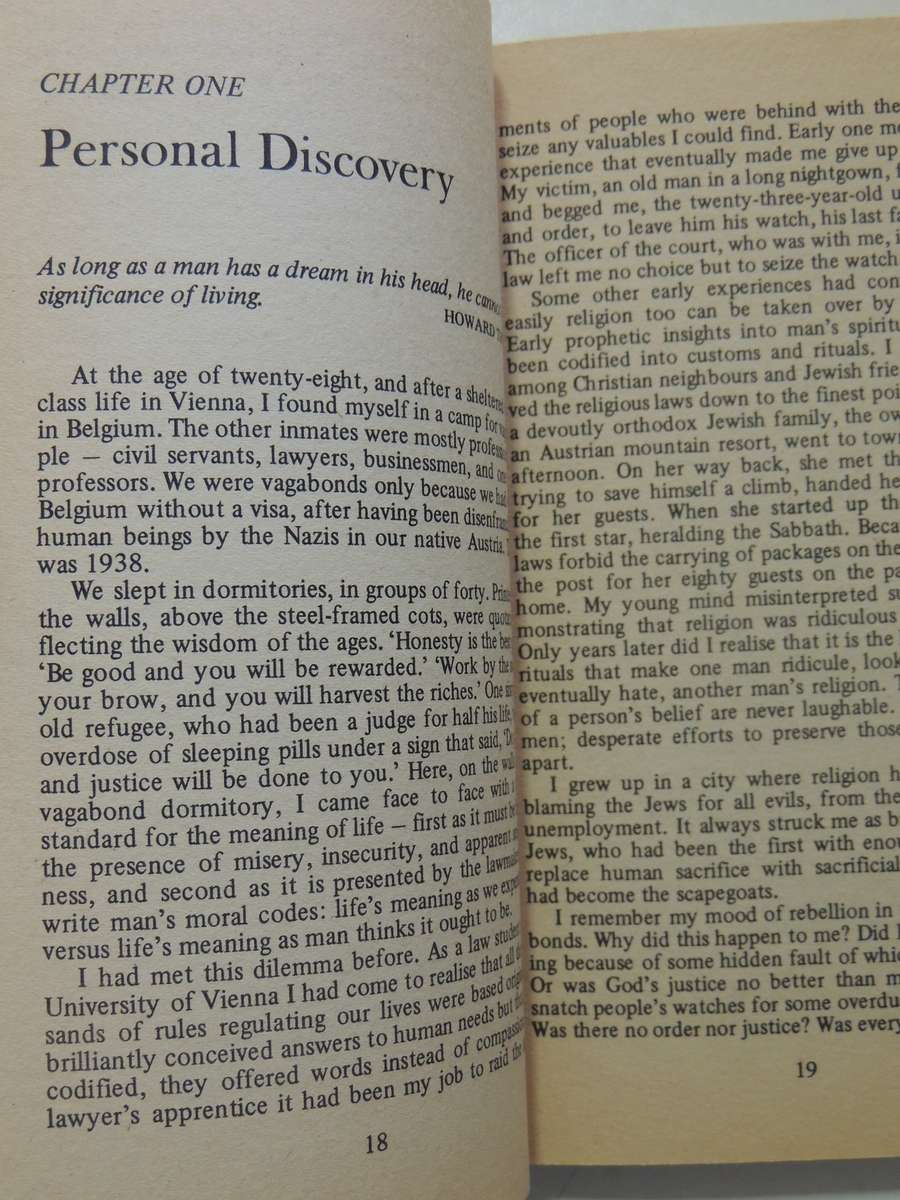 CHAPTER ONE
Personal Discovery
As long as a man has a dream in his head, he
significance of living.
HOWARD
At the age of twenty-eight, and after a sheltered
class life in Vienna, I found myself in a camp for
in Belgium. The other inmates were mostly
ple — civil servants, lawyers, businessmen, and
professors. We were vagabonds only because we
Belgium without a visa, after having been
human beings by the Nazis in our native Austria.
was 1938.
We slept in dormitories, in groups of forty.
the walls, above the steel-framed cots, were
flecting the wisdom of the ages. ‘Honesty is the
‘Be good and you will be rewarded.’ ‘Work by the
your brow, and you will harvest the riches.’ One
old refugee, who had been a judge for half his life,
overdose of sleeping pills under a sign that said,
and justice will be done to you.’ Here, on the
vagabond dormitory, I came face to face with
standard for the meaning of life — first as it must
the presence of misery, insecurity, and apparent
ness, and second as it is presented by the
write man’s moral codes: life’s meaning as we
versus life’s meaning as man thinks it ought to be.
I had met this dilemma before. As a law
University of Vienna I had come to realise that
sands of rules regulating our lives were based
brilliantly conceived answers to human needs but
codified, they offered words instead of
lawyer’s apprentice it had been my job to raid
18
ments of people who were behind with
seize any valuables I could find. Early one
experience that eventually made me give up
My victim, an old man in a long nightgown,
and begged me, the twenty-three-year-old
and order, to leave him his watch, his last
The officer of the court, who was with me,
law left me no choice but to seize the watch
Some other early experiences had
easily religion too can be taken over by
Early prophetic insights into man’s
been codified into customs and rituals. I
among Christian neighbours and Jewish
ved the religious laws down to the finest
a devoutly orthodox Jewish family, the
an Austrian mountain resort, went to
afternoon. On her way back, she met
trying to save himself a climb, handed
for her guests. When she started up
the first star, heralding the Sabbath.
laws forbid the carrying of packages on the
the post for her eighty guests on the
home. My young mind misinterpreted
monstrating that religion was ridiculous
Only years later did I realise that it is the
rituals that make one man ridicule,
eventually hate, another man’s religion.
of a person’s belief are never laughable.
men; desperate efforts to preserve those
apart.
I grew up in a city where religion
blaming the Jews for all evils, from the
unemployment. It always struck me as
Jews, who had been the first with
replace human sacrifice with sacrificial
had become the scapegoats.
I remember my mood of rebellion in
bonds. Why did this happen to me? Did
ing because of some hidden fault of
Or was God’s justice no better than
snatch people’s watches for some
Was there no order nor justice? Was
19